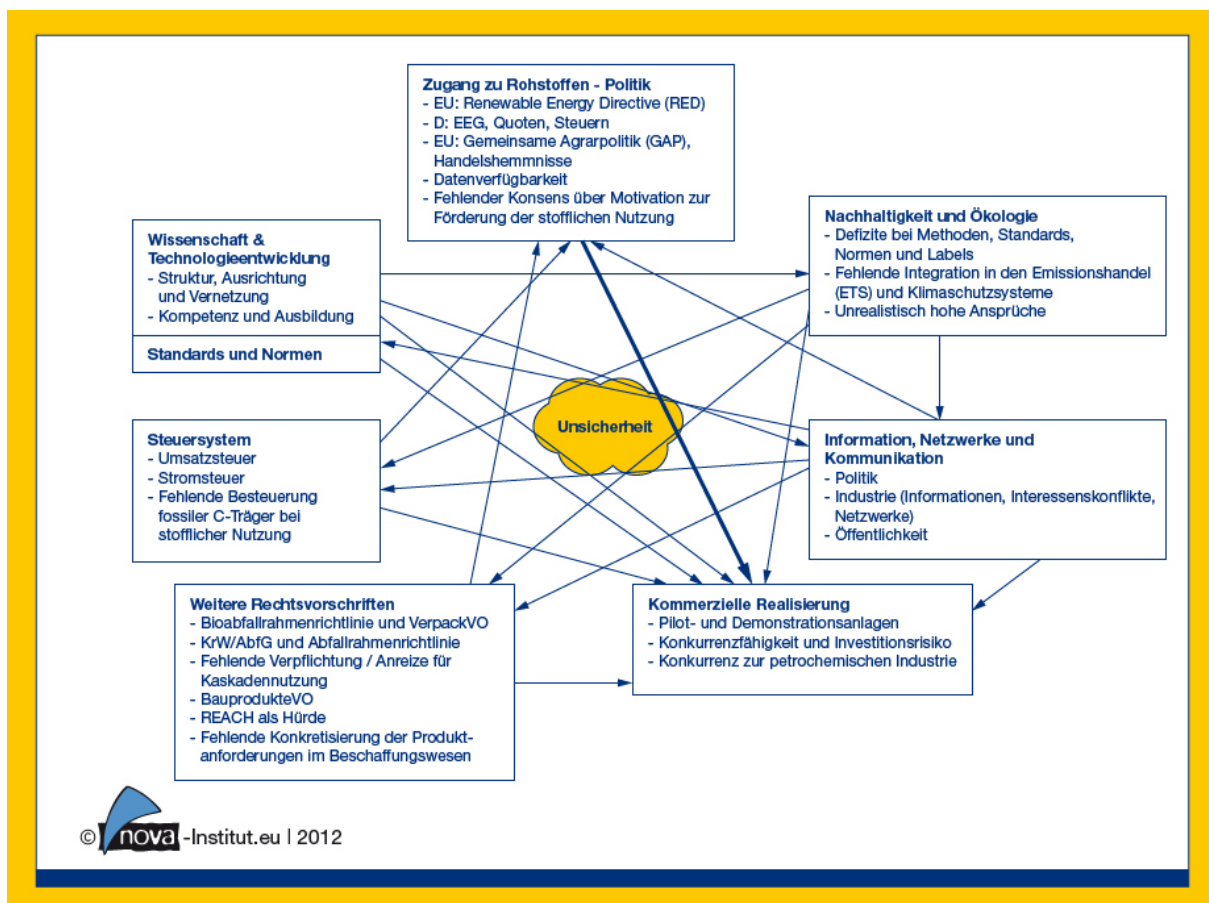 Zugang zu Rohstoffen - Politik
- EU: Renewable Energy Directive (RED)
- D: EEG, Quoten, Steuern
- EU: Gemeinsame Agrarpolitik (GAP),
Handelshemmnisse
- Datenverfügbarkeit
- Fehlender Konsens über Motivation zur
Förderung der stofflichen Nutzung
Wissenschaft &
Technologieentwicklung
- Struktur, Ausrichtung
und Vernetzung
- Kompetenz und Ausbildung
Standards und Normen
Nachhaltigkeit und Ökologie
- Defizite bei Methoden, Standards,
Normen und Labels
- Fehlende Integration in den Emissionshandel
(ETS) und Klimaschutzsysteme
- Unrealistisch hohe Ansprüche
Unsicherheit
Steuersystem
- Umsatzsteuer
- Stromsteuer
- Fehlende Besteuerung
fossiler C-Träger bei
stofflicher Nutzung
Information, Netzwerke und
Kommunikation
- Politik
- Industrie (Informationen, Interessenskonflikte,
Netzwerke)
- Öffentlichkeit
Weitere Rechtsvorschriften
- Bioabfallrahmenrichtlinie und VerpackVO
- KrW/AbfG und Abfallrahmenrichtlinie
- Fehlende Verpflichtung / Anreize für
Kaskadennutzung
- BauprodukteVO
- REACH als Hürde
- Fehlende Konkretisierung der Produkt-
anforderungen im Beschaffungswesen
Kommerzielle Realisierung
- Pilot- und Demonstrationsanlagen
- Konkurrenzfähigkeit und Investitionsrisiko
- Konkurrenz zur petrochemischen Industrie
© nova -Institut.eu | 2012